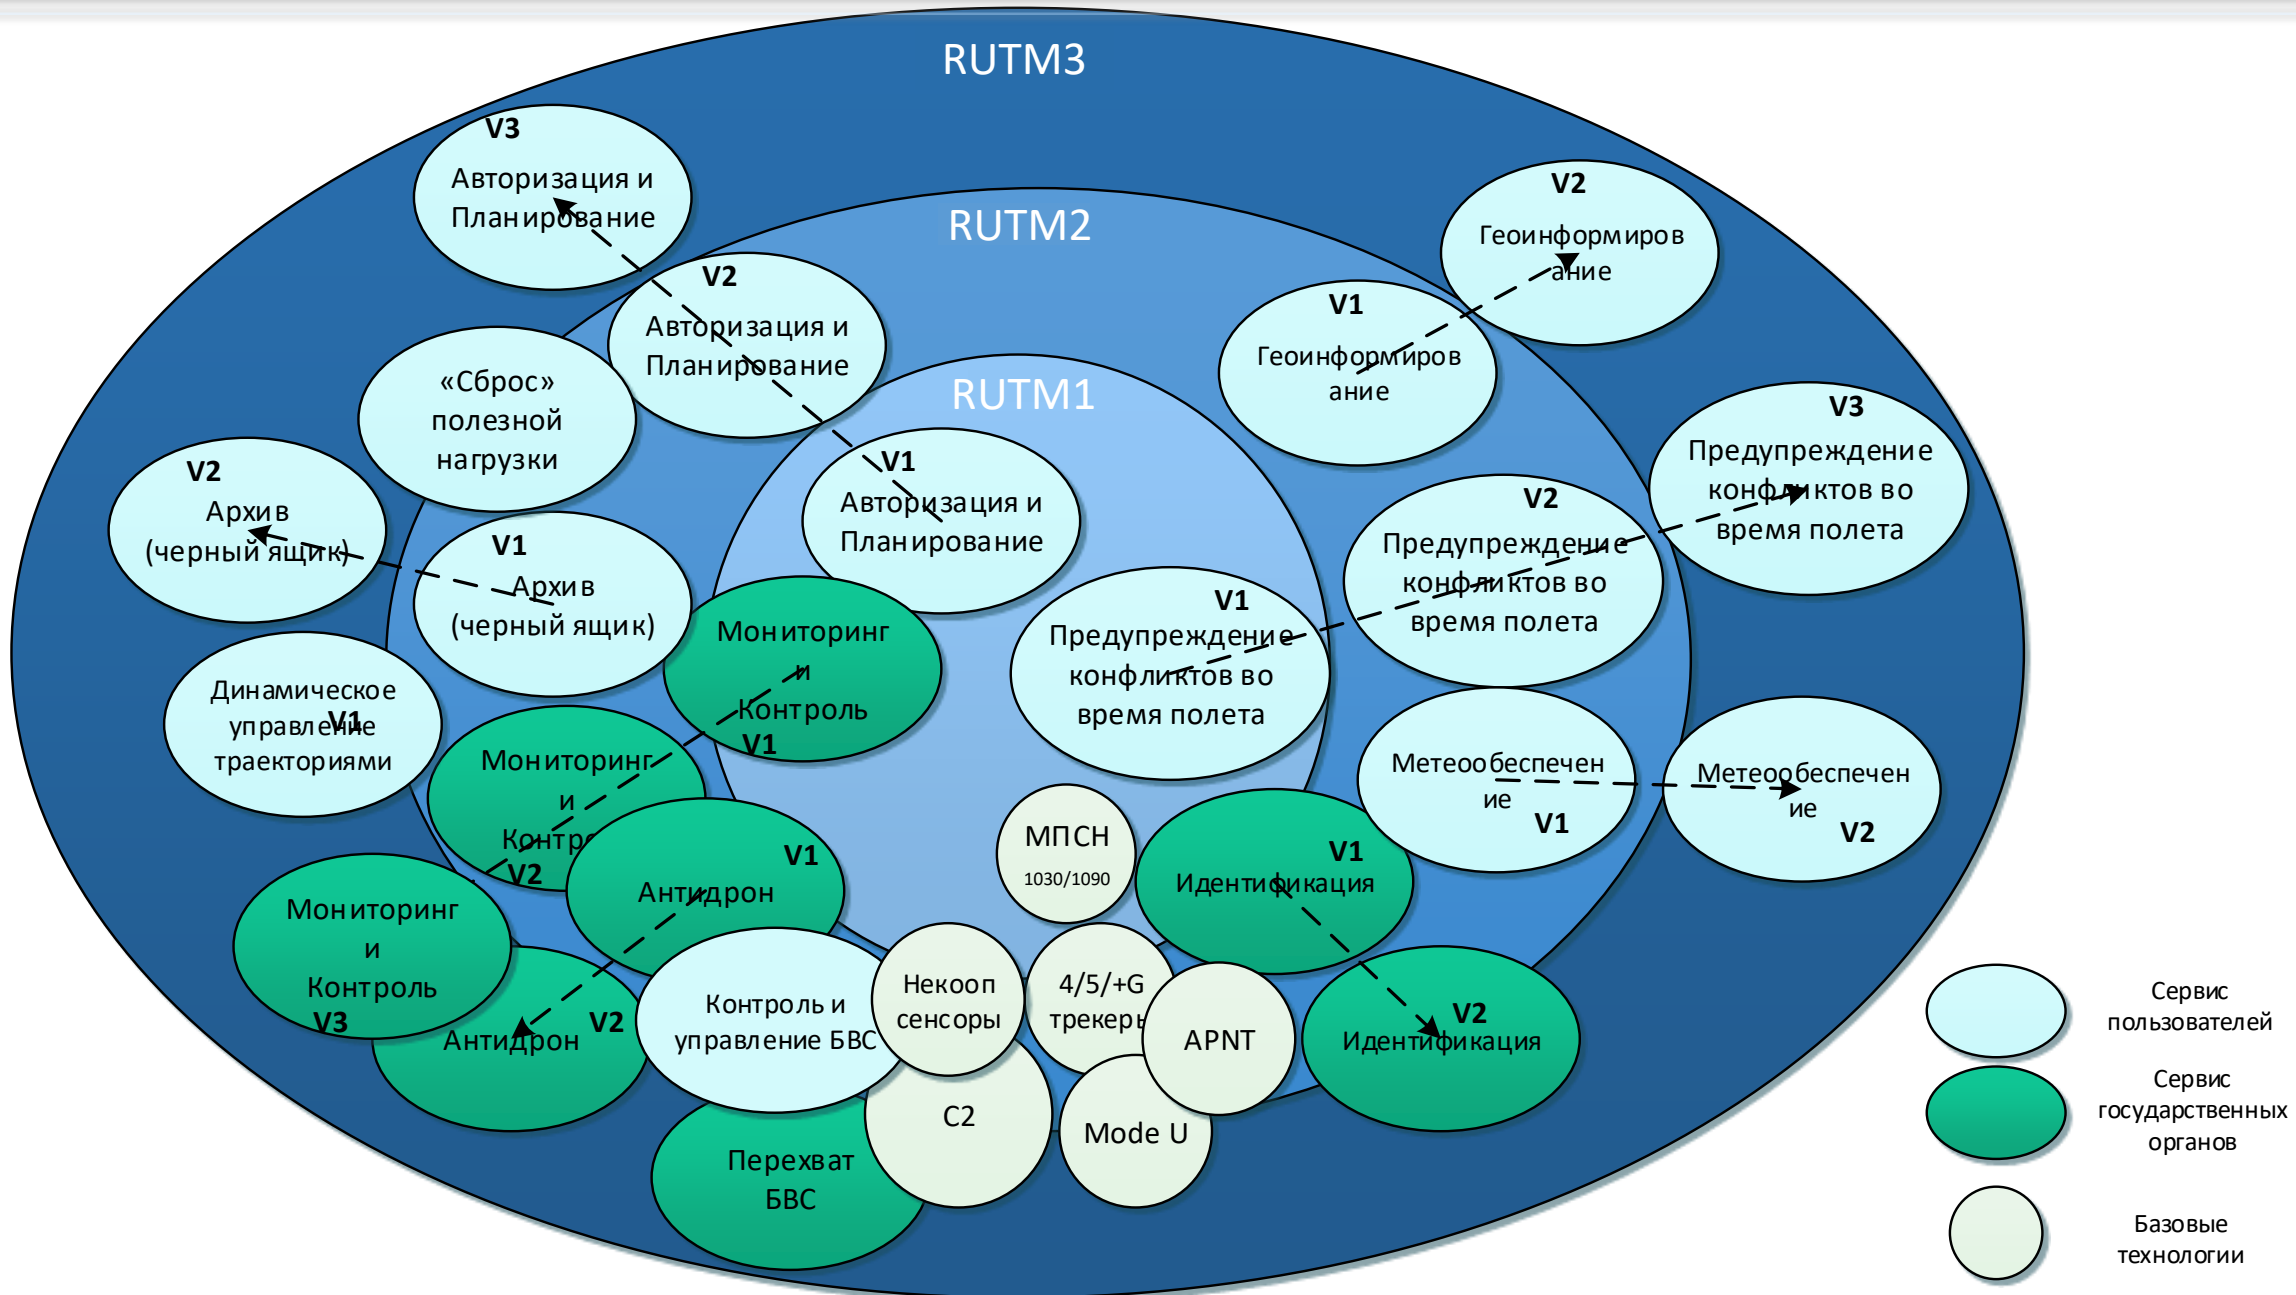 RUTM3
V3
Авторизация и
Планирование
V2
Геоинформиров
ание
RUTM2
V2
Авторизация и
Планирование
V1
Геоинформиров
ание
«Сброс»
полезной
нагрузки
RUTM1
V3
Предупреждение
конфликтов во
время полета
V2
Архив
(черный ящик)
V1
Авторизация и
Планирование
V2
Предупреждение
конфликтов во
время полета
V1
Архив
(черный ящик)
Мониторинг
и
Контроль
V1
V1
Предупреждение
конфликтов во
время полета
Динамическое
управление
траекториями
V1
Мониторинг
и
V2
Метеообеспечен
ие
V1
Метеообеспечен
ие
V2
V1
Антидрон
МПСН
1030/1090
V1
Идентификация
Мониторинг
и
Контроль
V3
V2
Антидрон
Контроль и
управление БВС
Некооп
сенсоры
4/5/+G
трекеры
APNT
V2
Идентификация
C2
Mode U
Перехват
БВС
Сервис
пользователей
Сервис
государственных
органов
Базовые
технологии